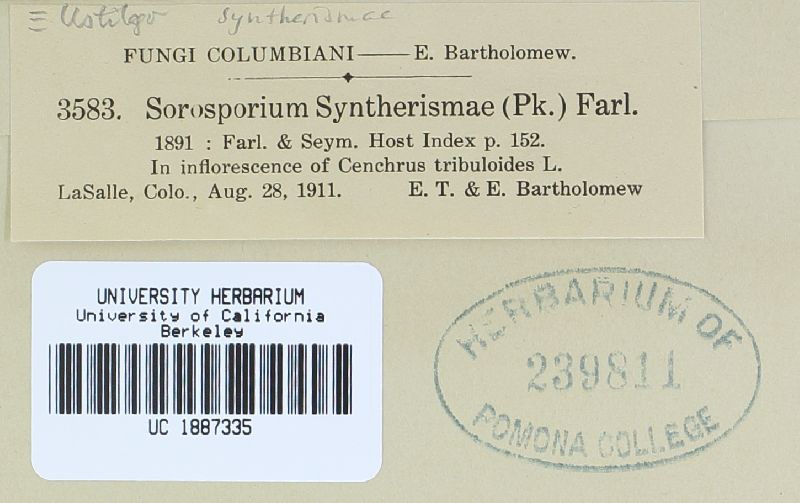 ≡ Ustilago Syntherismae
FUNGI COLUMBIANI—E. Bartholomew.
3583. Sorosporium Syntherismae (Pk.) Farl.
1891 : Farl. & Seym. Host Index p. 152.
In inflorescence of Cenchrus tribuloides L.
LaSalle, Colo., Aug. 28, 1911. E. T. & E. Bartholomew
UNIVERSITY HERBARIUM
University of California
Berkeley
UC 1887335
HERBARIUM OF
239811
POMONA COLLEGE